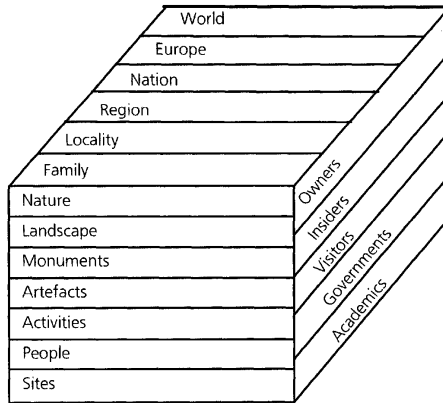 World
Europe
Nation
Region
Locality
Family
Nature
Landscape
Monuments
Artefacts
Activities
People
Sites
Owners
Insiders
Visitors
Governments
Academics